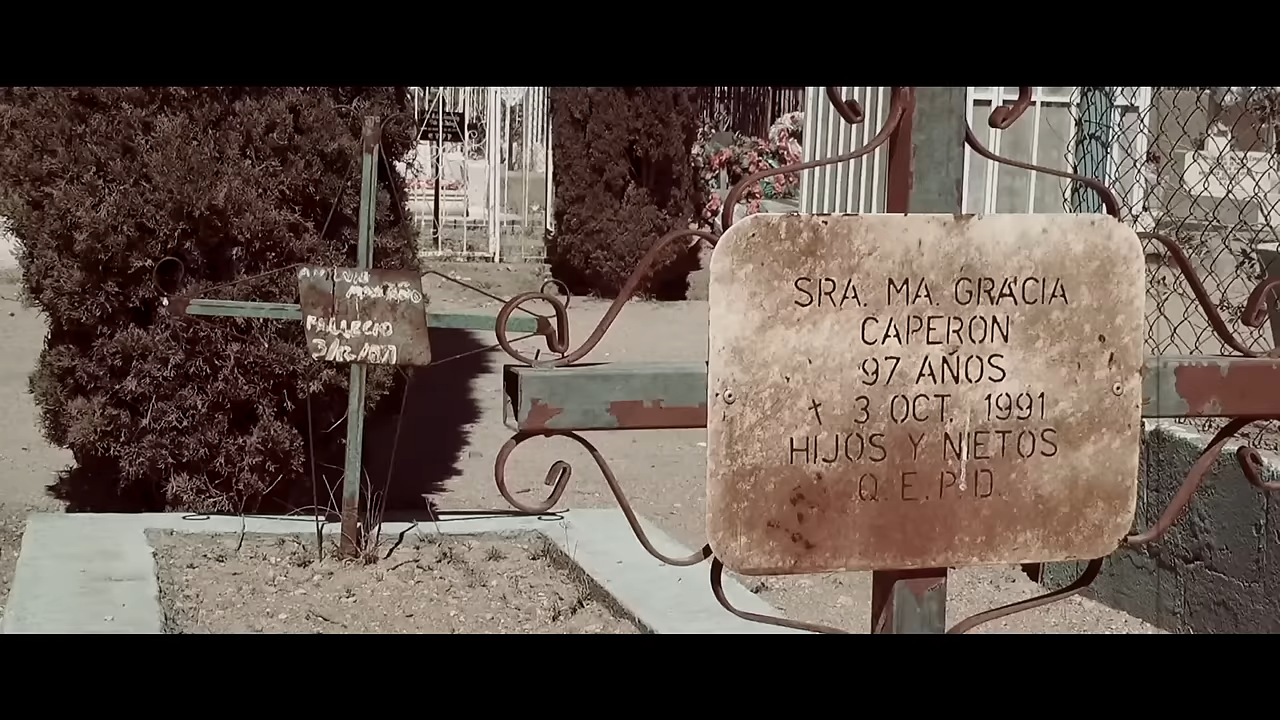 FALLECIO
SRA. MA. GRACIA
CAPERON
97 AÑOS
† 3 OCT. 1991
HIJOS Y NIETOS
Q.E.P.D.